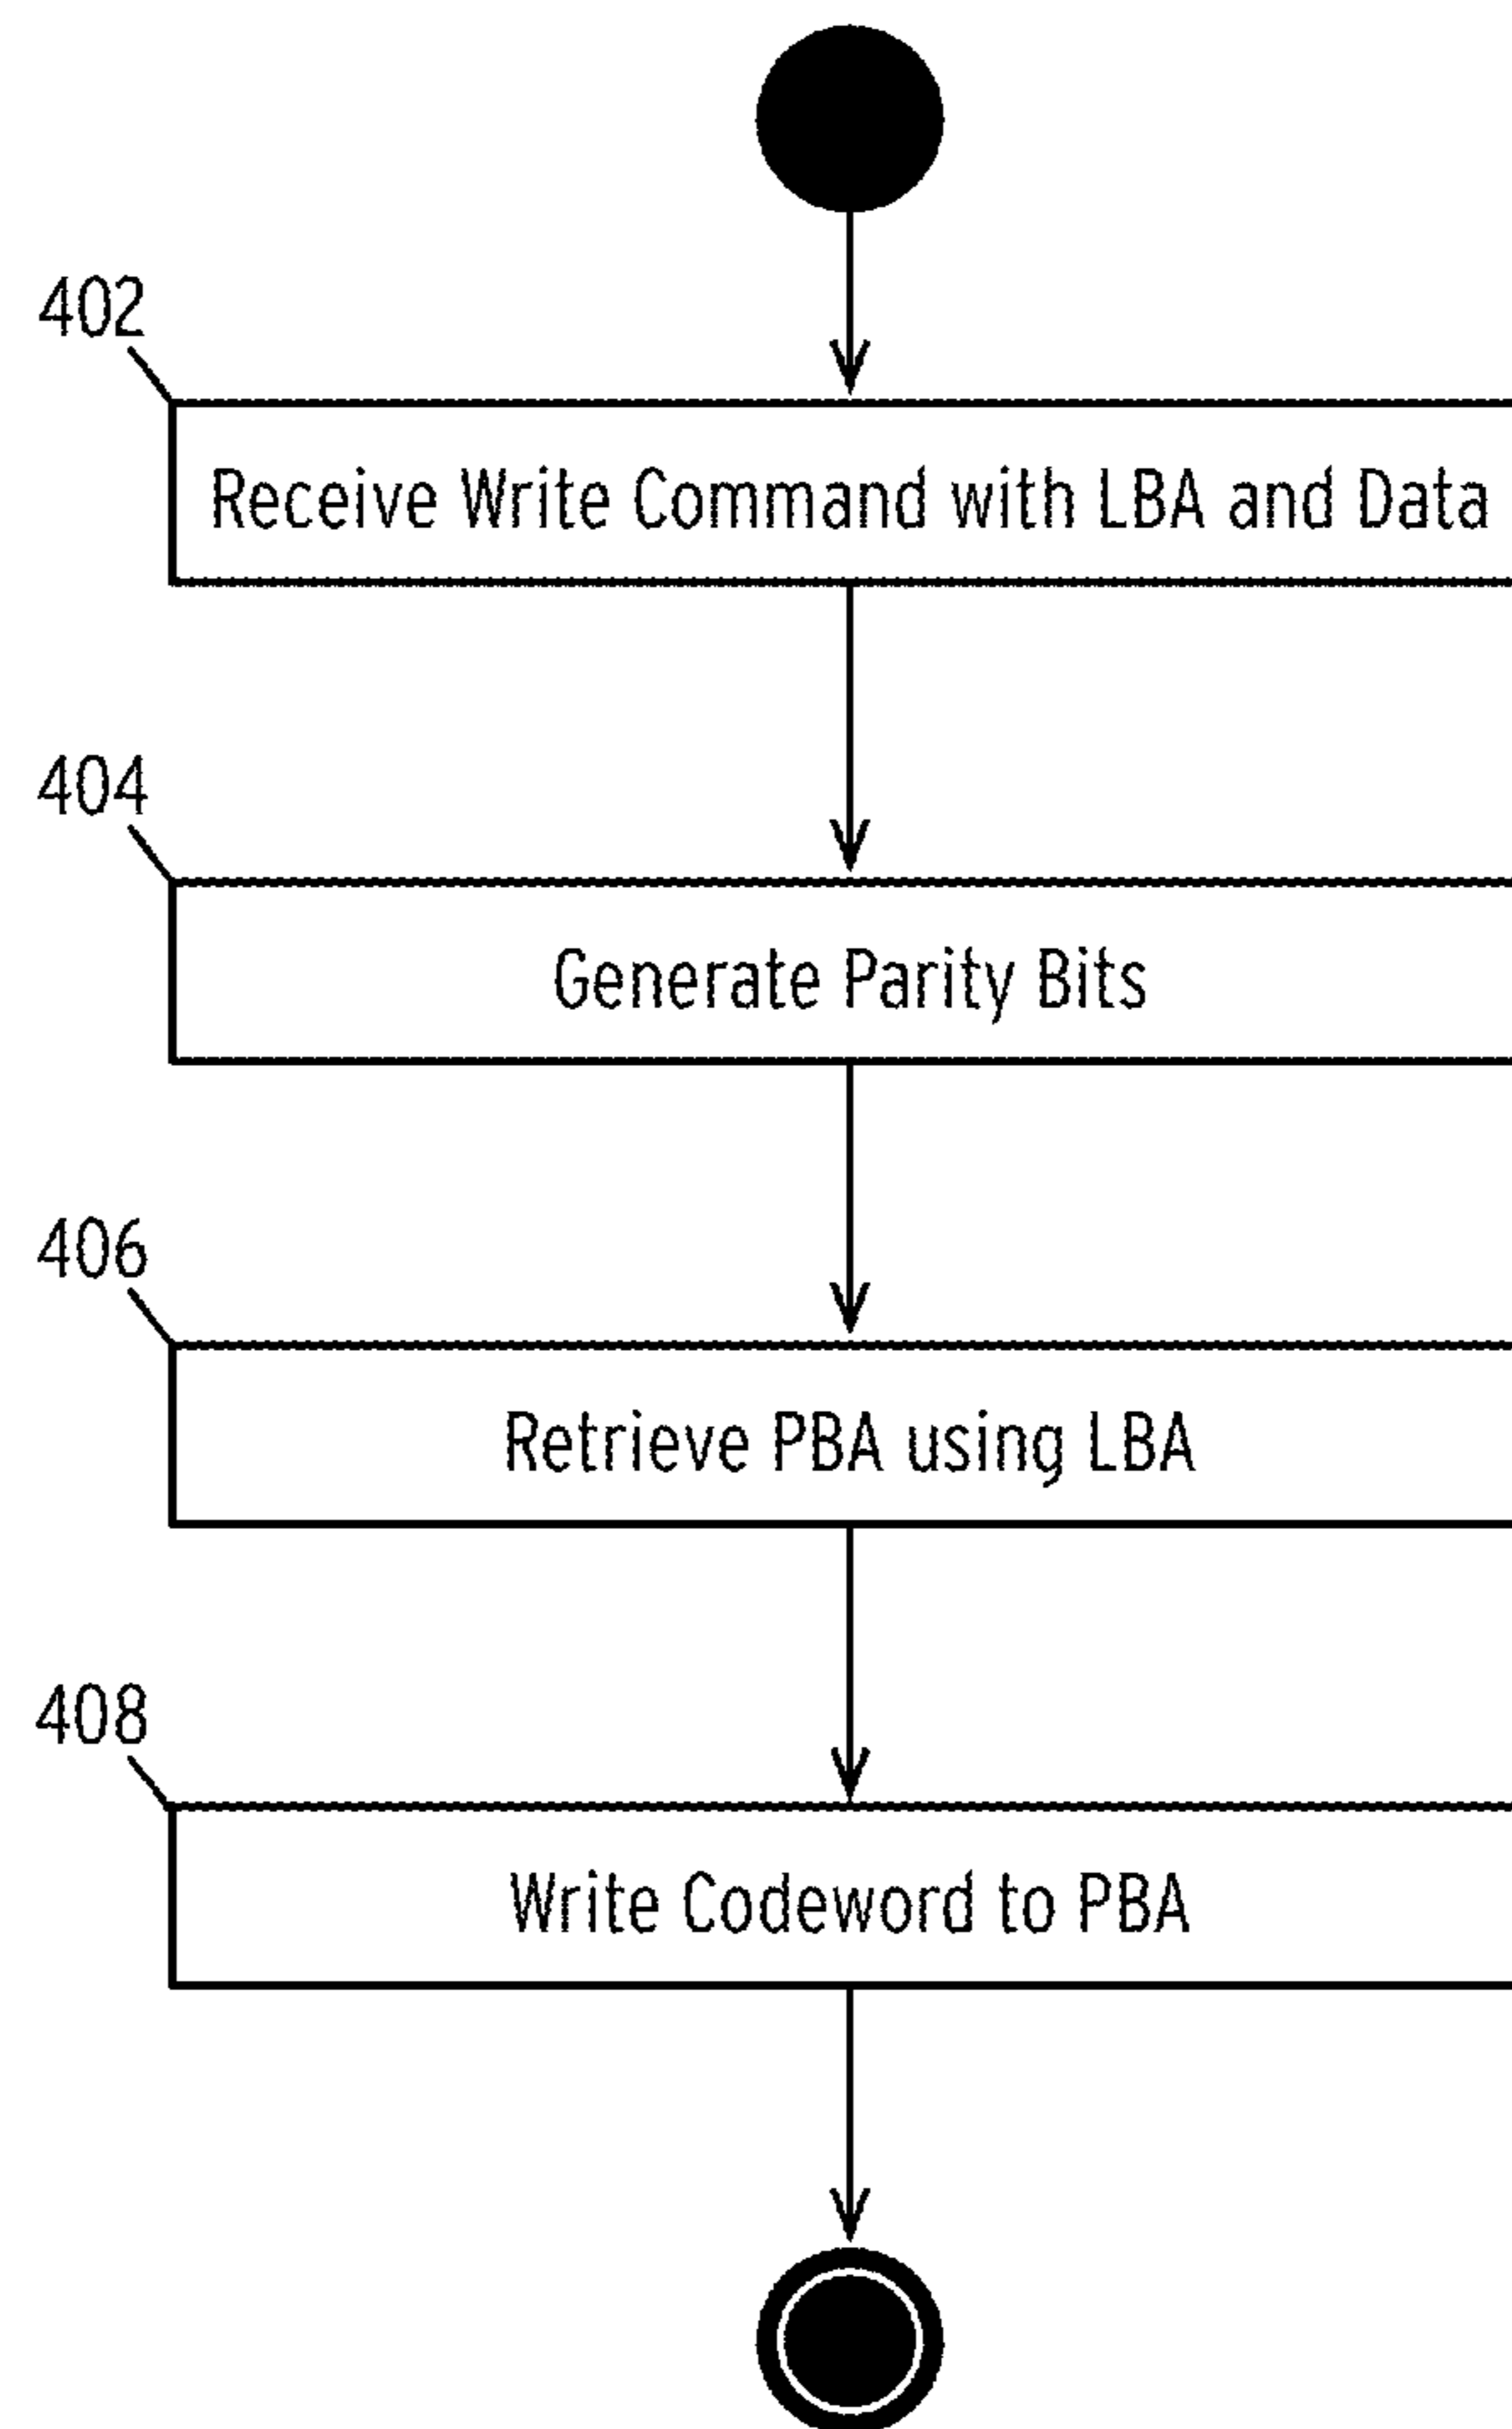 402
Receive Write Command with LBA and Data
404
Generate Parity Bits
406
Retrieve PBA using LBA
408
Write Codeword to PBA